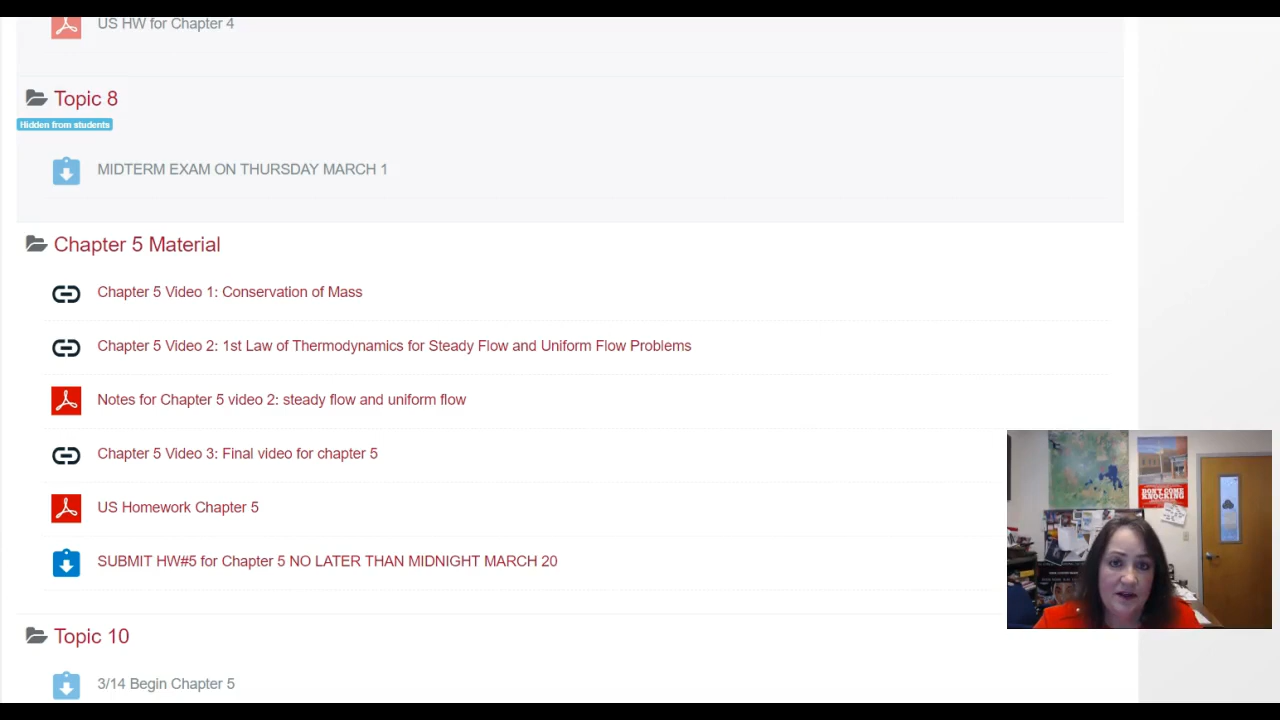 US HW for Chapter 4
Topic 8
Hidden from students
MIDTERM EXAM ON THURSDAY MARCH 1
Chapter 5 Material
Chapter 5 Video 1: Conservation of Mass
Chapter 5 Video 2: 1st Law of Thermodynamics for Steady Flow and Uniform Flow Problems
Notes for Chapter 5 video 2: steady flow and uniform flow
Chapter 5 Video 3: Final video for chapter 5
US Homework Chapter 5
SUBMIT HW#5 for Chapter 5 NO LATER THAN MIDNIGHT MARCH 20
Topic 10
3/14 Begin Chapter 5
DON'T COME
KNOCKING